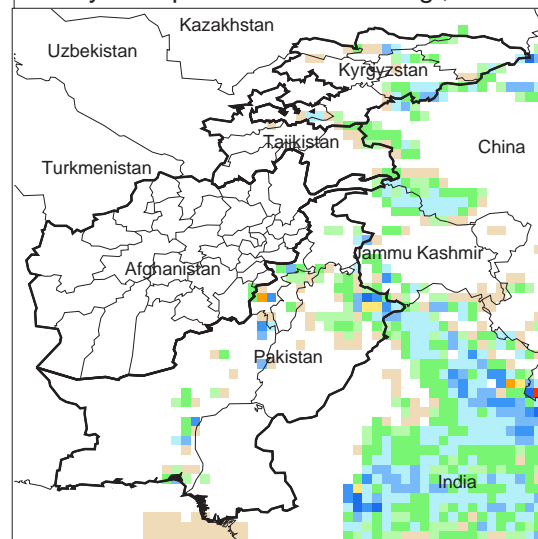 Kazakhstan
Uzbekistan
Kyrgyzstan
Tajikistan
China
Turkmenistan
Jammu Kashmir
Afghanistan
Pakistan
India